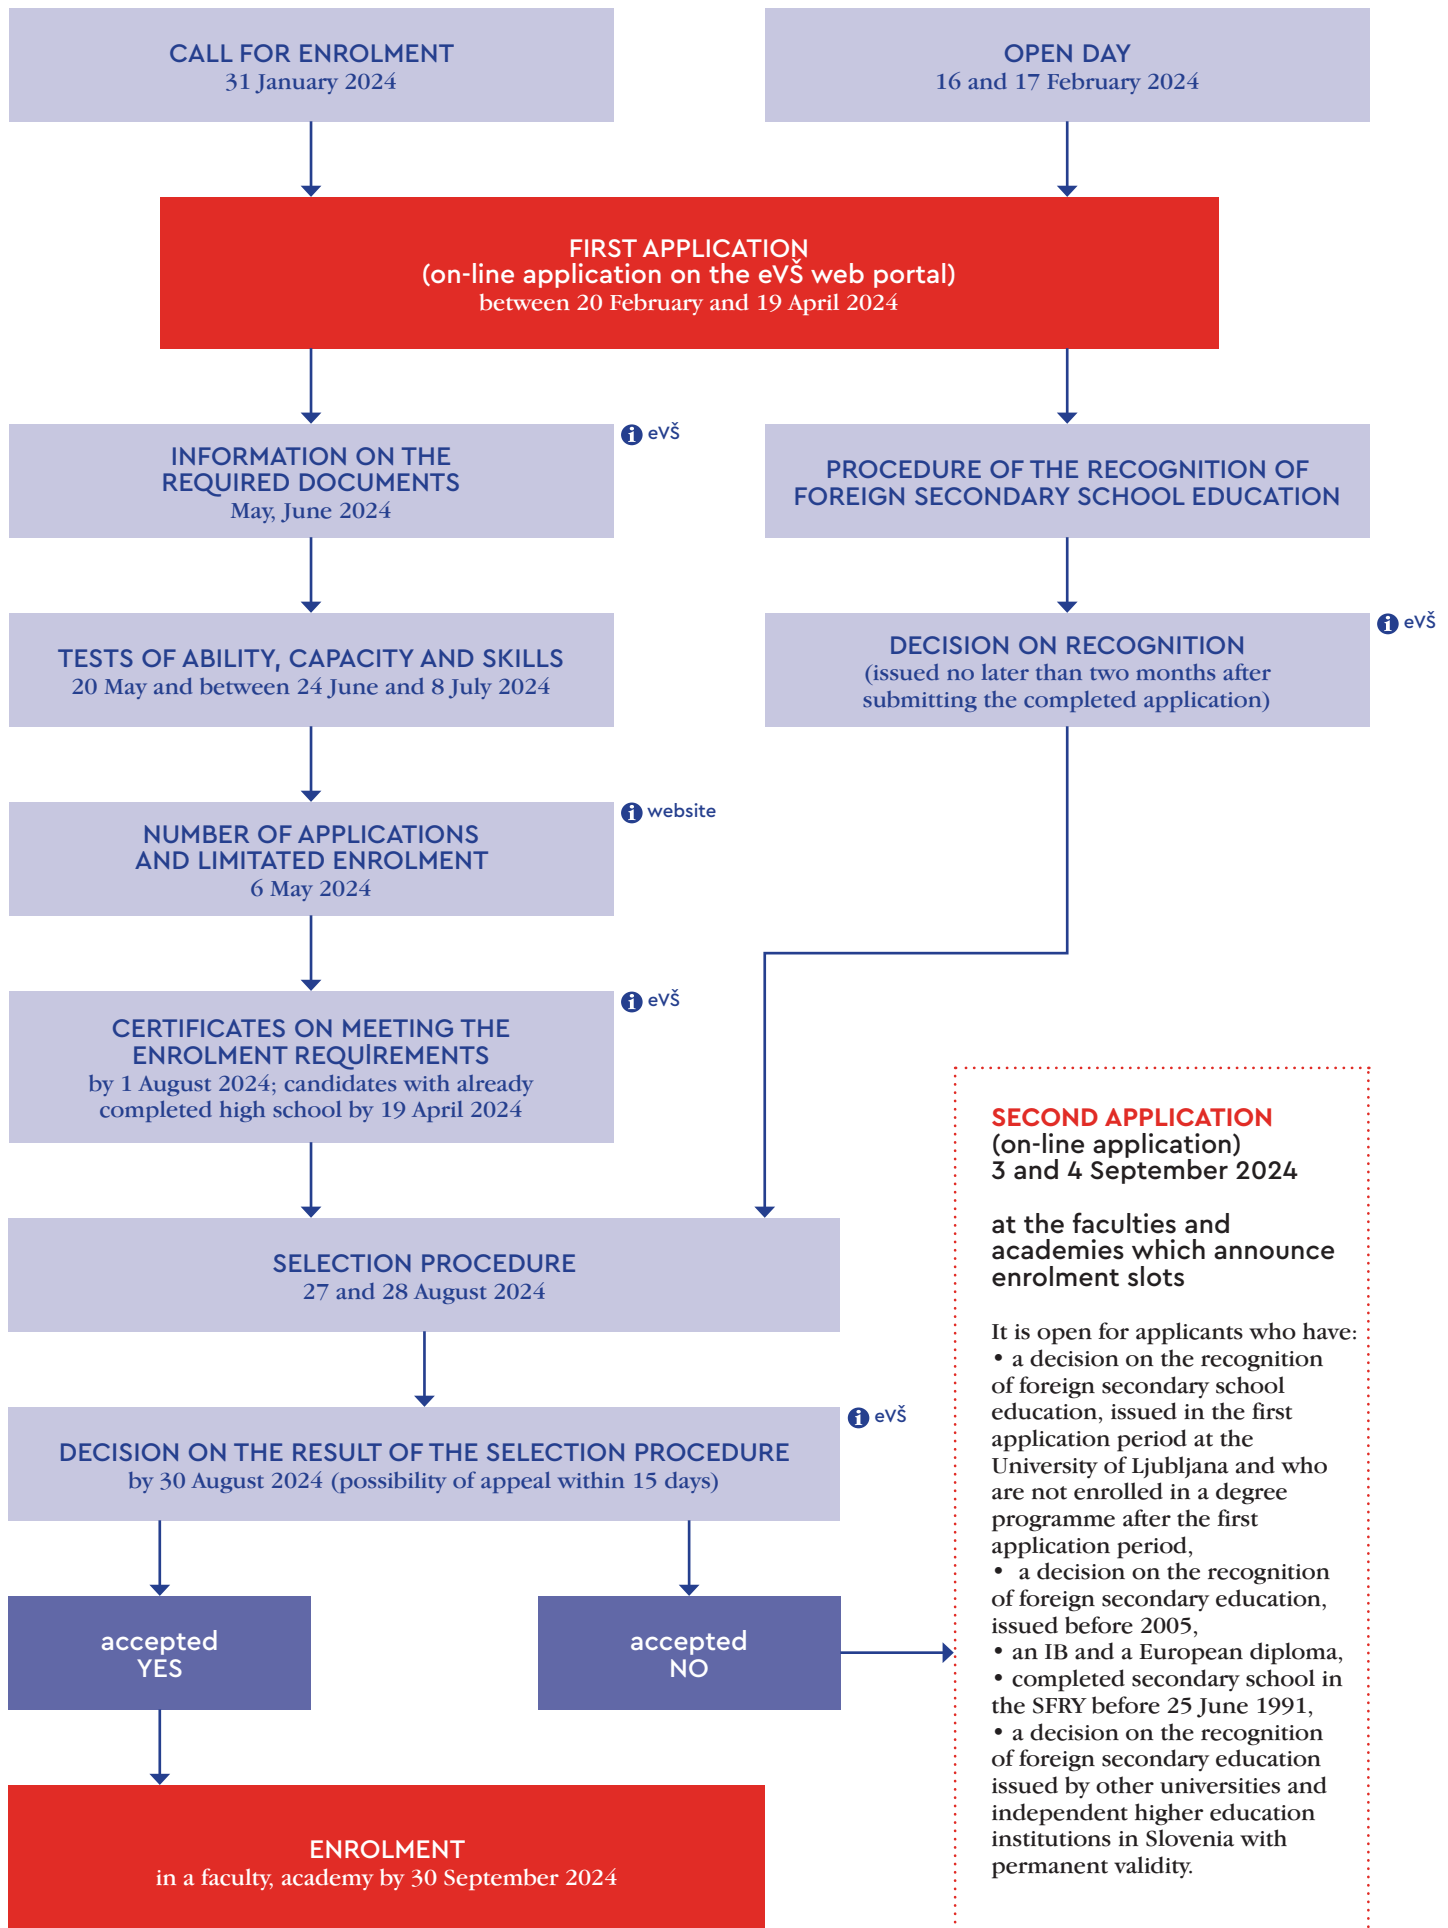 CALL FOR ENROLMENT
31 January 2024
OPEN DAY
16 and 17 February 2024
FIRST APPLICATION
(on-line application on the eVŠ web portal)
between 20 February and 19 April 2024
INFORMATION ON THE
REQUIRED DOCUMENTS
May, June 2024
i eVŠ
PROCEDURE OF THE RECOGNITION OF
FOREIGN SECONDARY SCHOOL EDUCATION
TESTS OF ABILITY, CAPACITY AND SKILLS
20 May and between 24 June and 8 July 2024
DECISION ON RECOGNITION
(issued no later than two months after
submitting the completed application)
i eVŠ
NUMBER OF APPLICATIONS
AND LIMITATED ENROLMENT
6 May 2024
i website
CERTIFICATES ON MEETING THE
ENROLMENT REQUIREMENTS
by 1 August 2024; candidates with already
completed high school by 19 April 2024
i eVŠ
SELECTION PROCEDURE
27 and 28 August 2024
DECISION ON THE RESULT OF THE SELECTION PROCEDURE
by 30 August 2024 (possibility of appeal within 15 days)
i eVŠ
accepted
YES
accepted
NO
ENROLMENT
in a faculty, academy by 30 September 2024
SECOND APPLICATION
(on-line application)
3 and 4 September 2024
at the faculties and
academies which announce
enrolment slots
It is open for applicants who have:
• a decision on the recognition
of foreign secondary school
education, issued in the first
application period at the
University of Ljubljana and who
are not enrolled in a degree
programme after the first
application period,
• a decision on the recognition
of foreign secondary education,
issued before 2005,
• an IB and a European diploma,
• completed secondary school in
the SFRY before 25 June 1991,
• a decision on the recognition
of foreign secondary education
issued by other universities and
independent higher education
institutions in Slovenia with
permanent validity.